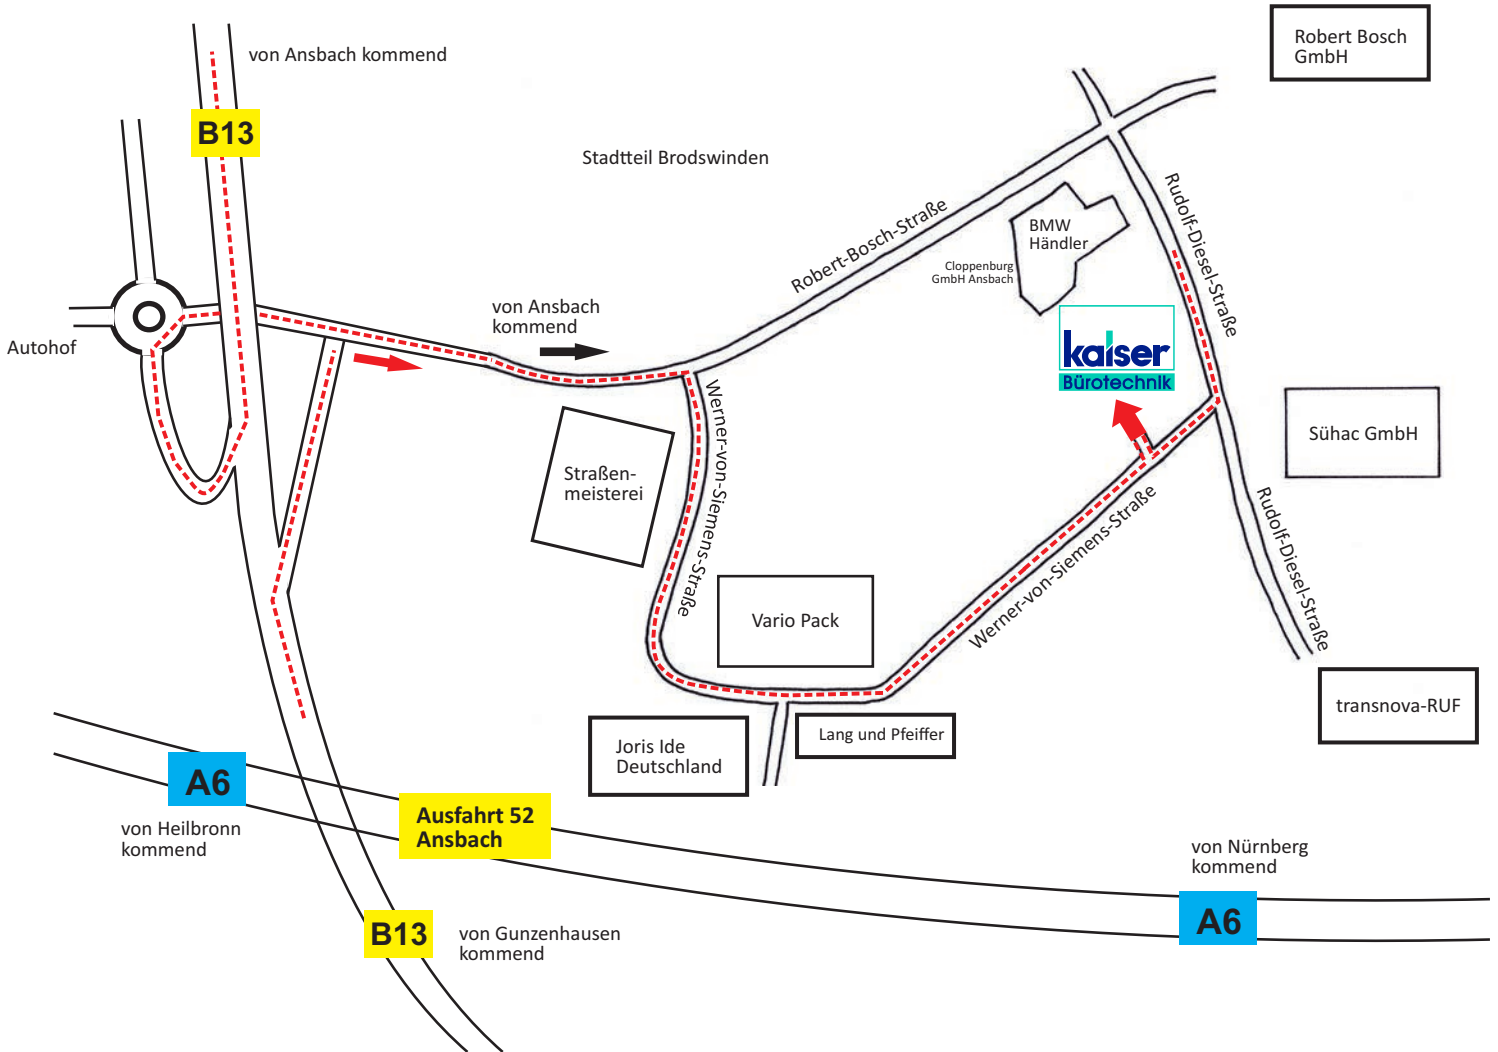 Robert Bosch
GmbH
von Ansbach kommend
B13
Stadtteil Brodswinden
Rudolf-Diesel-Straße
Robert-Bosch-Straße
BMW
Händler
Cloppenburg
GmbH Ansbach
von Ansbach
kommend
Autohof
kaiser
Bürotechnik
Werner-von-Siemens-Straße
Sühac GmbH
Straßen-
meisterei
Werner-von-Siemens-Straße
Rudolf-Diesel-Straße
Vario Pack
transnova-RUF
Lang und Pfeiffer
Joris Ide
Deutschland
A6
Ausfahrt 52
Ansbach
von Heilbronn
kommend
von Nürnberg
kommend
A6
B13
von Gunzenhausen
kommend